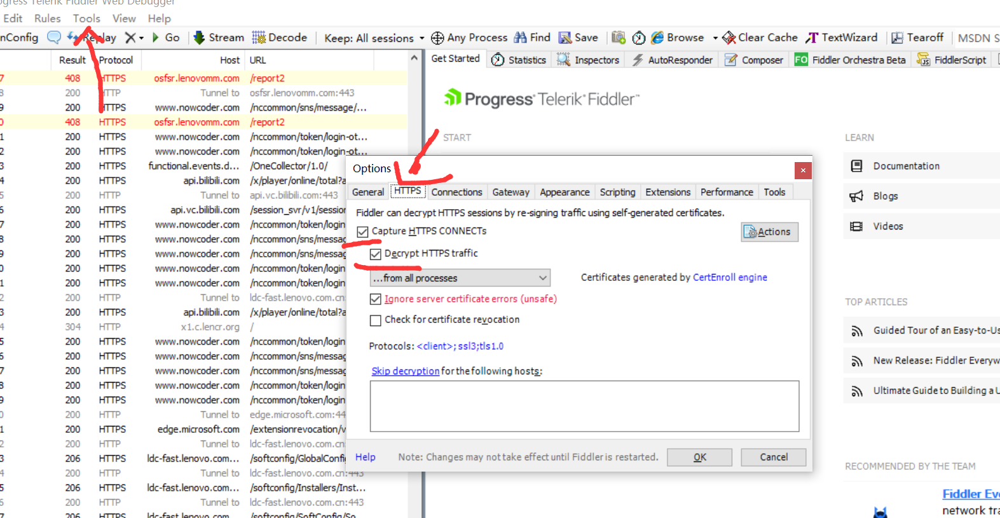 ogress Telerik Fiddler Web Debugger
Edit Rules Tools View Help
nConfig Replay Go Stream Decode Keep: All sessions Any Process Find Save Browse Clear Cache TextWizard Tearoff MSDN S
Result Protocol Host URL
Get Started Statistics Inspectors AutoResponder Composer FO Fiddler Orchestra Beta FiddlerScript
7 408 HTTPS osfsr.lenovomm.com /report2
8 200 HTTP Tunnel to osfsr.lenovomm.com:443
9 200 HTTPS www.nowcoder.com /nccommon/sns/message/...
0 408 HTTPS osfsr.lenovomm.com /report2
1 200 HTTPS www.nowcoder.com /nccommon/token/login-ot...
2 200 HTTPS www.nowcoder.com /nccommon/token/login-ot...
3 200 HTTPS functional.events.d... /OneCollector/1.0/
4 200 HTTPS api.bilibili.com /x/player/online/total?a
5 200 HTTP Tunnel to api.vc.bilibili.com:443
6 200 HTTPS api.vc.bilibili.com /session_svr/v1/session
7 200 HTTPS www.nowcoder.com /nccommon/token/login
8 200 HTTPS www.nowcoder.com /nccommon/sns/messag
9 200 HTTPS www.nowcoder.com /nccommon/sns/messag
0 200 HTTPS www.nowcoder.com /nccommon/token/login
1 200 HTTPS www.nowcoder.com /nccommon/token/login
2 200 HTTP Tunnel to ldc-fast.lenovo.com.cn:
3 200 HTTPS api.bilibili.com /x/player/online/total?a
4 304 HTTP x1.c.lencr.org /
5 200 HTTPS www.nowcoder.com /nccommon/token/login
6 200 HTTPS www.nowcoder.com /nccommon/sns/messag
7 200 HTTPS www.nowcoder.com /nccommon/sns/messag
8 200 HTTPS www.nowcoder.com /nccommon/token/login
9 200 HTTPS www.nowcoder.com /nccommon/token/login
0 200 HTTP Tunnel to edge.microsoft.com:44
1 200 HTTPS edge.microsoft.com /extensionrevocation/v
2 200 HTTP Tunnel to ldc-fast.lenovo.com.cn:
3 206 HTTPS ldc-fast.lenovo.com... /softconfig/GlobalConfig
4 200 HTTP Tunnel to ldc-fast.lenovo.com.cn:443
5 206 HTTPS ldc-fast.lenovo.com... /softconfig/Installers/Inst...
6 200 HTTP Tunnel to ldc-fast.lenovo.com.cn:443
7 206 HTTPS ldc-fast.lenovo.com... /softconfig/SoftConfig/So...
Progress Telerik Fiddler
START
Options
General HTTPS Connections Gateway Appearance Scripting Extensions Performance Tools
Fiddler can decrypt HTTPS sessions by re-signing traffic using self-generated certificates.
Capture HTTPS CONNECTs
Actions
Decrypt HTTPS traffic
...from all processes
Certificates generated by CertEnroll engine
Ignore server certificate errors (unsafe)
Check for certificate revocation
Protocols: <client>;ssl3;tls1.0
Skip decryption for the following hosts:
Help Note: Changes may not take effect until Fiddler is restarted. OK Cancel
LEARN
Documentation
Blogs
Videos
TOP ARTICLES
Guided Tour of an Easy-to-Us
New Release: Fiddler Everyw
Ultimate Guide to Building a U
RECOMMENDED BY THE TEAM
Fiddler Eve
network tra